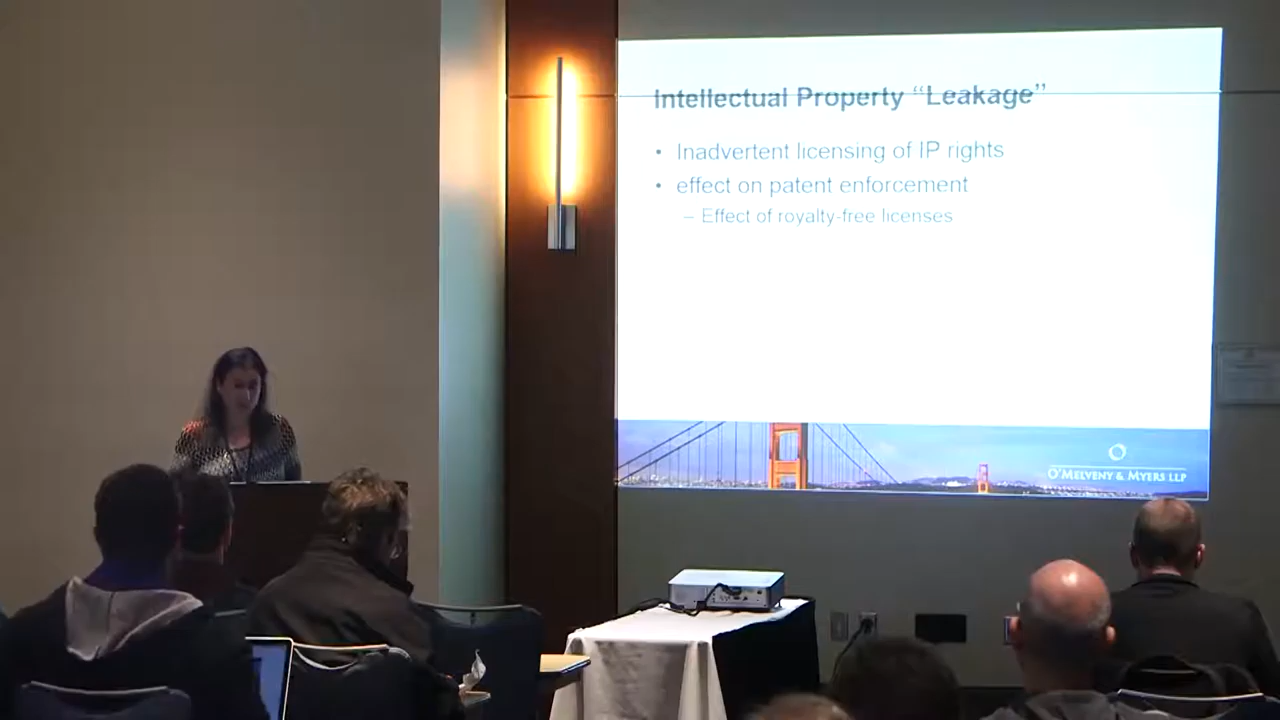 Intellectual Property “Leakage”
• Inadvertent licensing of IP rights
• effect on patent enforcement
– Effect of royalty-free licenses
O’MELVENY & MYERS LLP